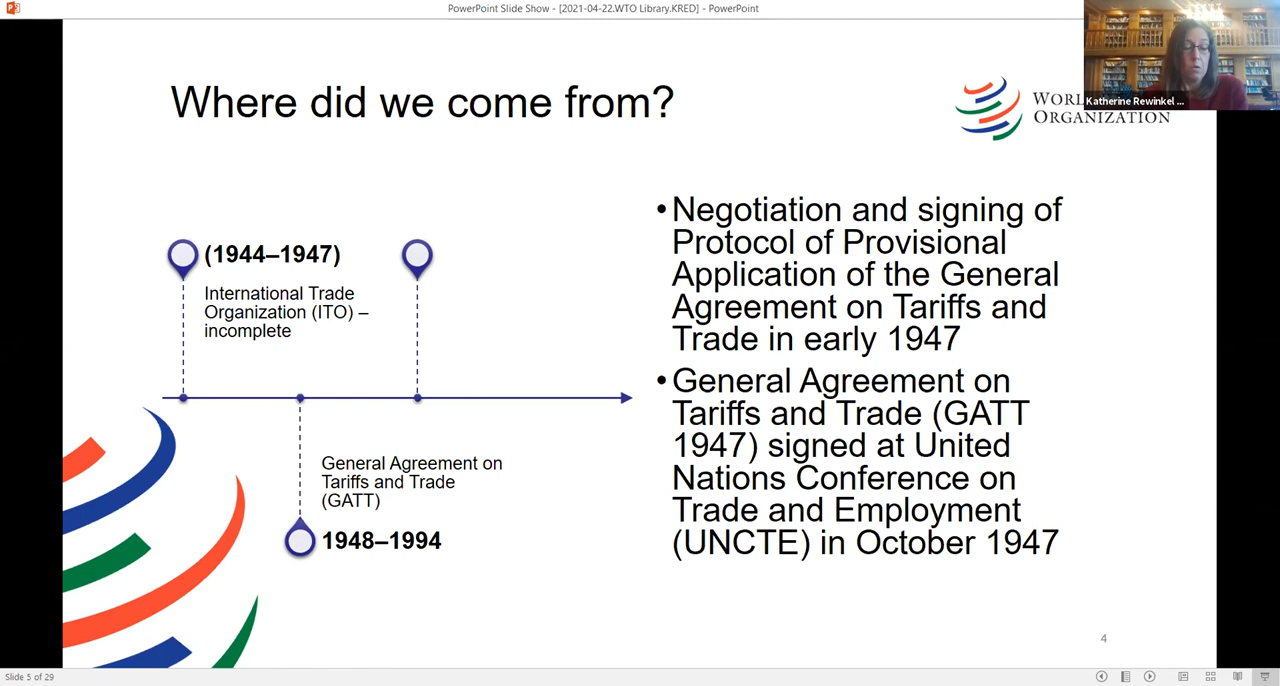 PowerPoint Slide Show - [2021-04-22.WTO Library.KRED] - PowerPoint
Where did we come from?
ORGANIZATION
Katherine Rewinkel ...
(1944–1947)
International Trade
Organization (ITO) –
incomplete
General Agreement on
Tariffs and Trade
(GATT)
1948–1994
•Negotiation and signing of
Protocol of Provisional
Application of the General
Agreement on Tariffs and
Trade in early 1947
•General Agreement on
Tariffs and Trade (GATT
1947) signed at United
Nations Conference on
Trade and Employment
(UNCTE) in October 1947
4
Slide 5 of 29